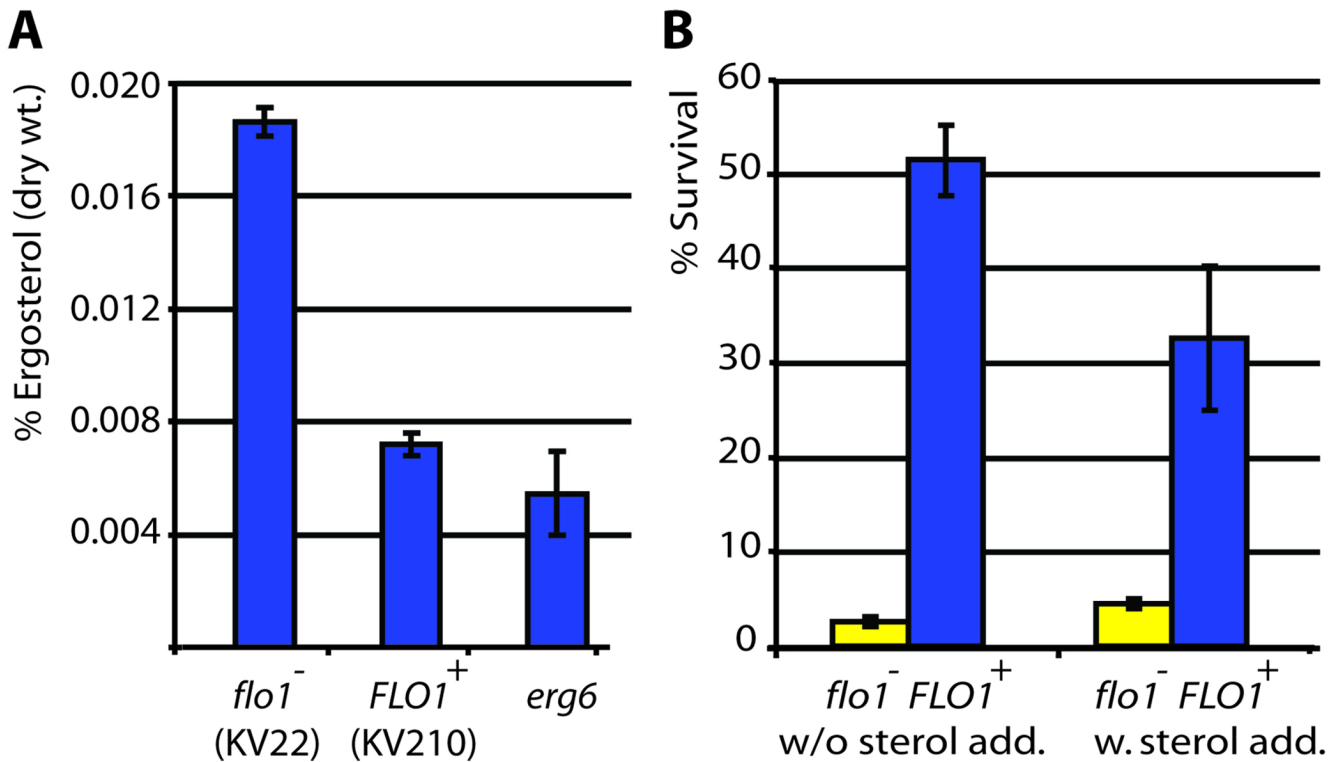 A
% Ergosterol (dry wt.)
0.020
0.016
0.012
0.008
0.004
flo1⁻
(KV22)
FLO1⁺
(KV210)
erg6
B
% Survival
60
50
40
30
20
10
0
flo1⁻ FLO1⁺
w/o sterol add.
flo1⁻ FLO1⁺
w. sterol add.